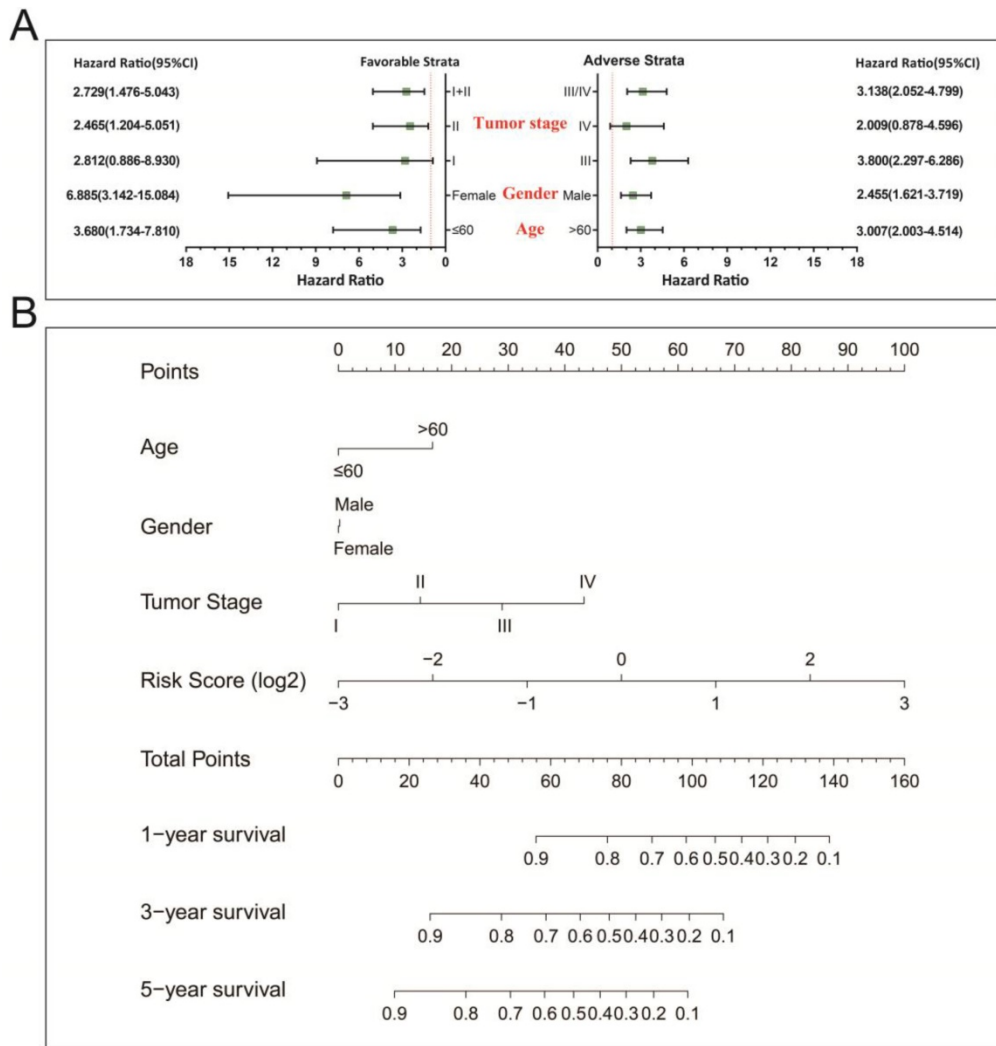 A
Hazard Ratio(95%CI) Favorable Strata Adverse Strata Hazard Ratio(95%CI)
2.729(1.476-5.043) I+II III/IV 3.138(2.052-4.799)
2.465(1.204-5.051) II Tumor stage IV 2.009(0.878-4.596)
2.812(0.886-8.930) I III 3.800(2.297-6.286)
6.885(3.142-15.084) Female Gender Male 2.455(1.621-3.719)
3.680(1.734-7.810) ≤60 Age >60 3.007(2.003-4.514)
18 15 12 9 6 3 0 0 3 6 9 12 15 18
Hazard Ratio Hazard Ratio
B
0 10 20 30 40 50 60 70 80 90 100
Points
>60
Age
≤60
Male
Gender
Female
II IV
Tumor Stage
I III
−2 0 2
Risk Score (log2)
−3 −1 1 3
Total Points
0 20 40 60 80 100 120 140 160
1−year survival
0.9 0.8 0.7 0.6 0.5 0.4 0.3 0.2 0.1
3−year survival
0.9 0.8 0.7 0.6 0.5 0.4 0.3 0.2 0.1
5−year survival
0.9 0.8 0.7 0.6 0.5 0.4 0.3 0.2 0.1